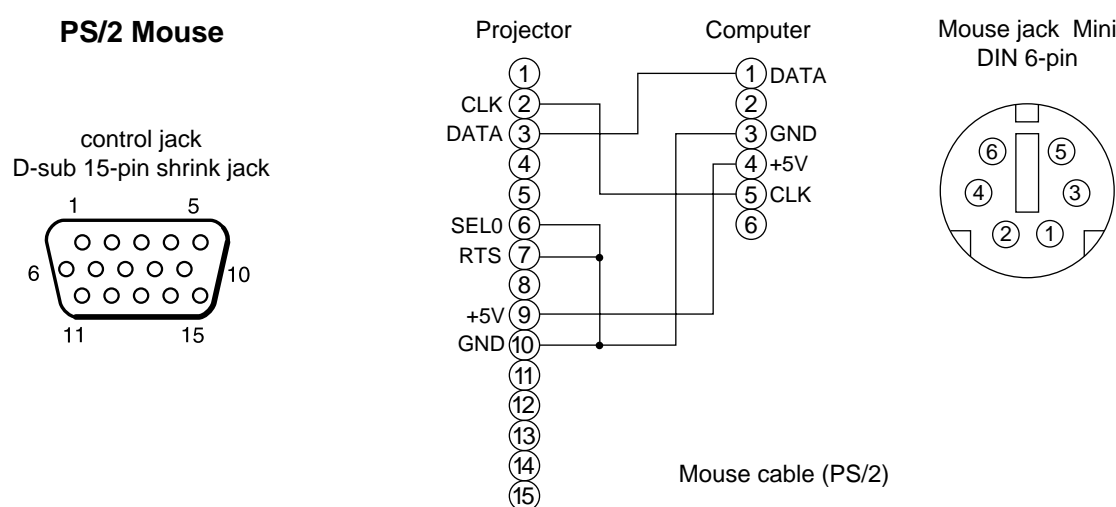 PS/2 Mouse
control jack
D-sub 15-pin shrink jack
1 5
6 10
11 15
Projector Computer
1
CLK 2
DATA 3
4
5
SEL0 6
RTS 7
8
+5V 9
GND 10
11
12
13
14
15
1 DATA
2
3 GND
4 +5V
5 CLK
6
Mouse cable (PS/2)
Mouse jack Mini
DIN 6-pin
6 5
4 3
2 1